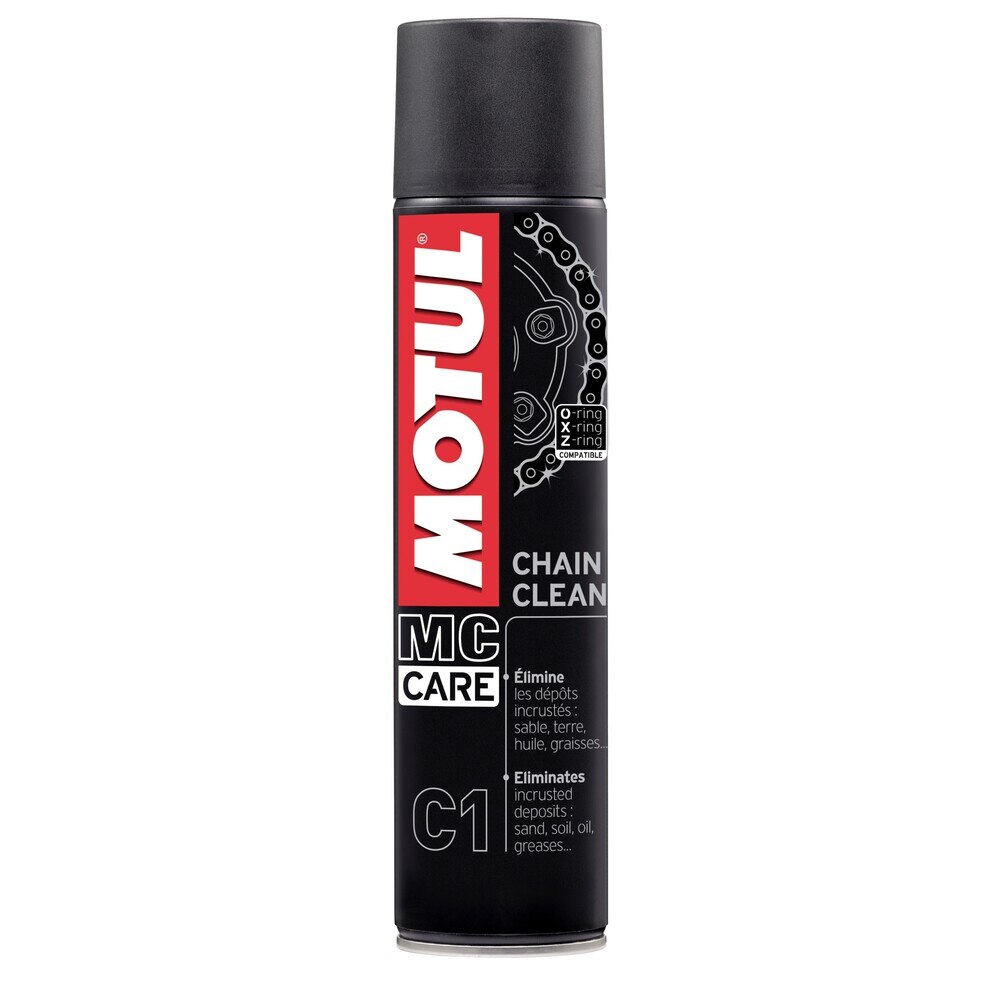 MOTUL®
O-ring
X-ring
Z-ring
COMPATIBLE
CHAIN
CLEAN
MC
CARE
C1
Élimine
les dépôts
incrustés :
sable, terre,
huile, graisses...
Eliminates
incrusted
deposits :
sand, soil, oil,
greases...